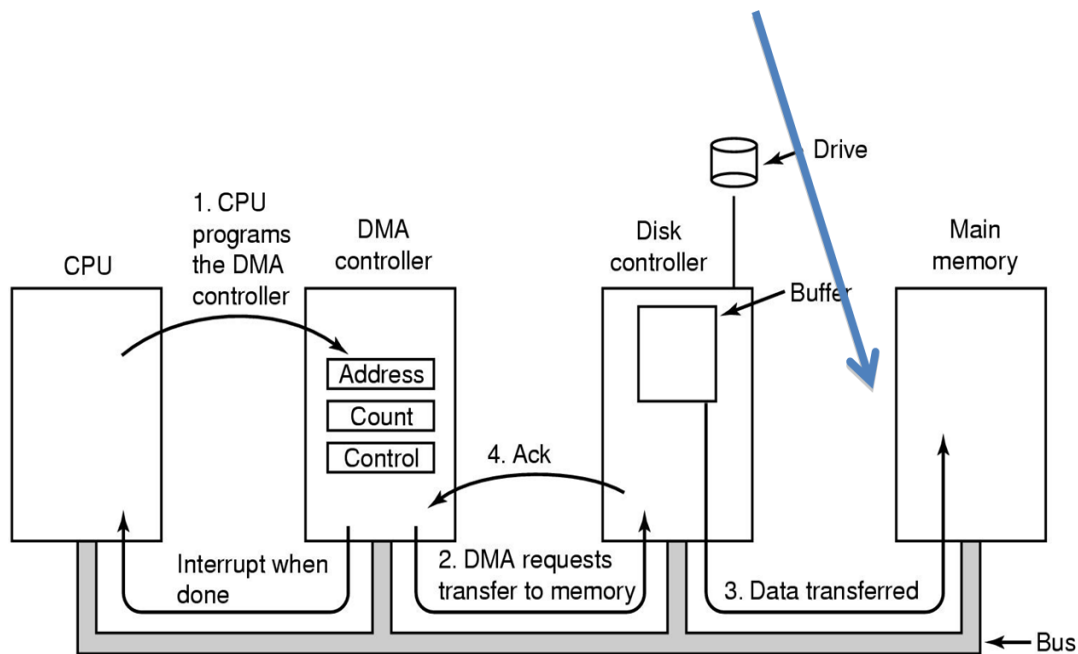 Drive
1. CPU
programs
the DMA
controller
CPU
DMA
controller
Disk
controller
Main
memory
Buffer
Address
Count
Control
4. Ack
Interrupt when
done
2. DMA requests
transfer to memory
3. Data transferred
Bus